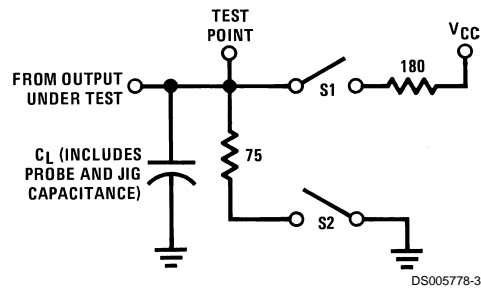 TEST
POINT
VCC
FROM OUTPUT
UNDER TEST
S1
180
CL (INCLUDES
PROBE AND JIG
CAPACITANCE)
75
S2
DS005778-3